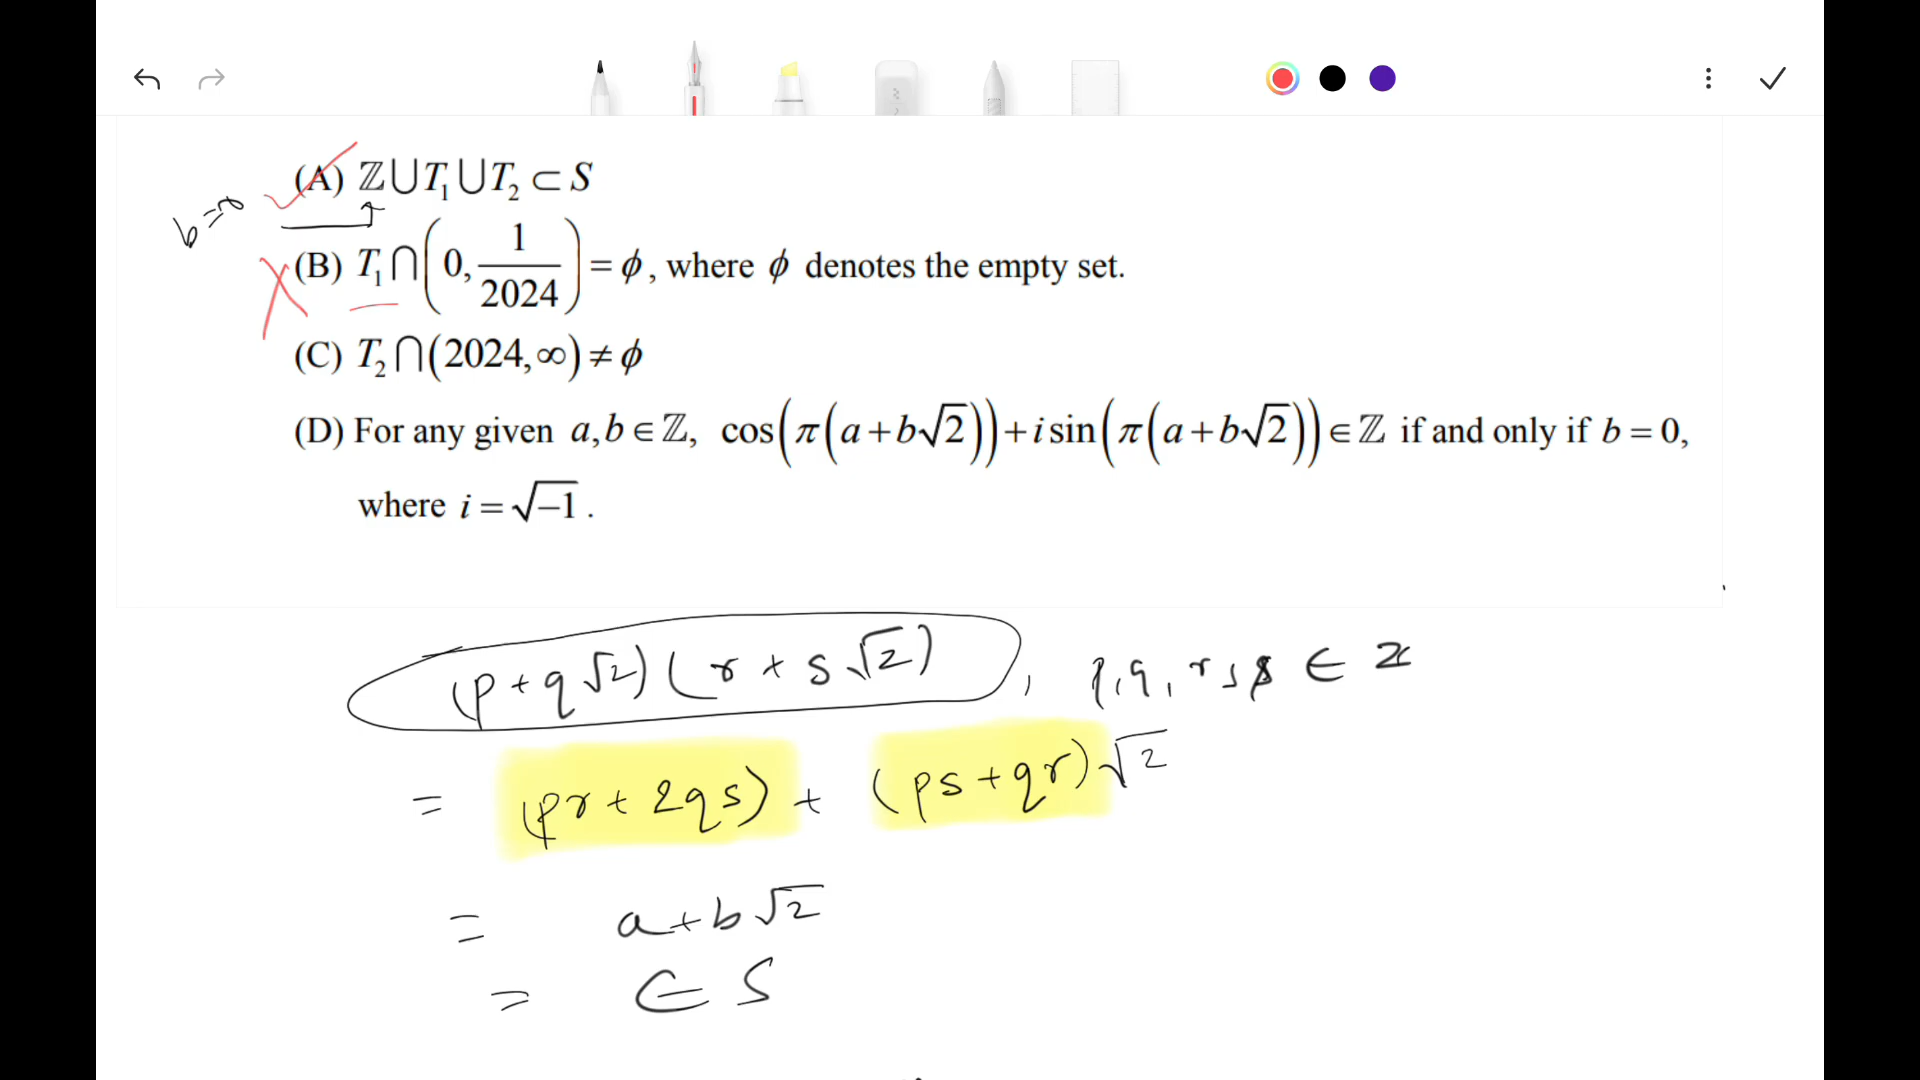 (A) ℤ⋃T₁⋃T₂ ⊂ S
b=0
(B) T₁⋂(0, 1/2024) = ϕ, where ϕ denotes the empty set.
(C) T₂⋂(2024,∞) ≠ ϕ
(D) For any given a,b∈ℤ, cos(π(a+b√2))+i sin(π(a+b√2))∈ℤ if and only if b = 0,
where i = √−1.
(p+q√2)(r+s√2), p,q,r,s ∈ z
= (pr+2qs) + (ps+qr)√2
= a+b√2
= ∈ S